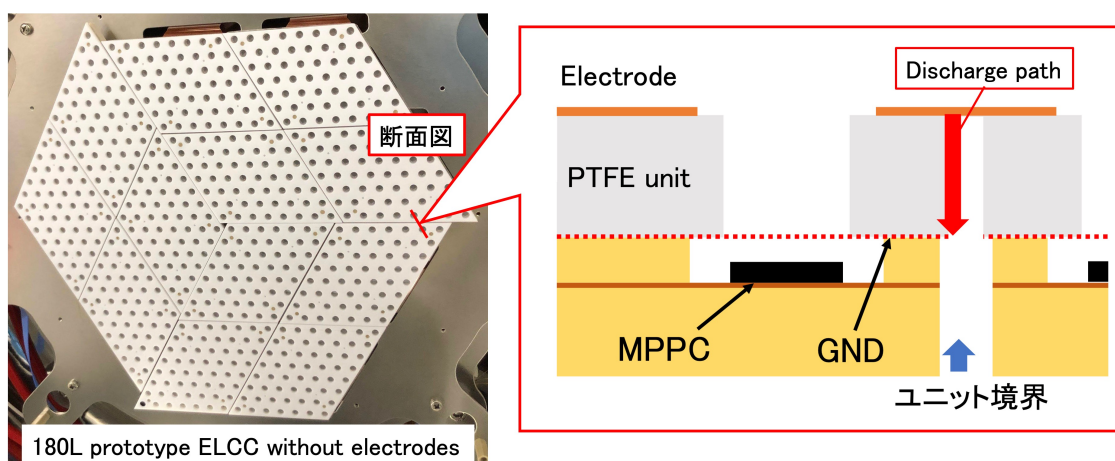 断面図
180L prototype ELCC without electrodes
Electrode
Discharge path
PTFE unit
MPPC
GND
ユニット境界